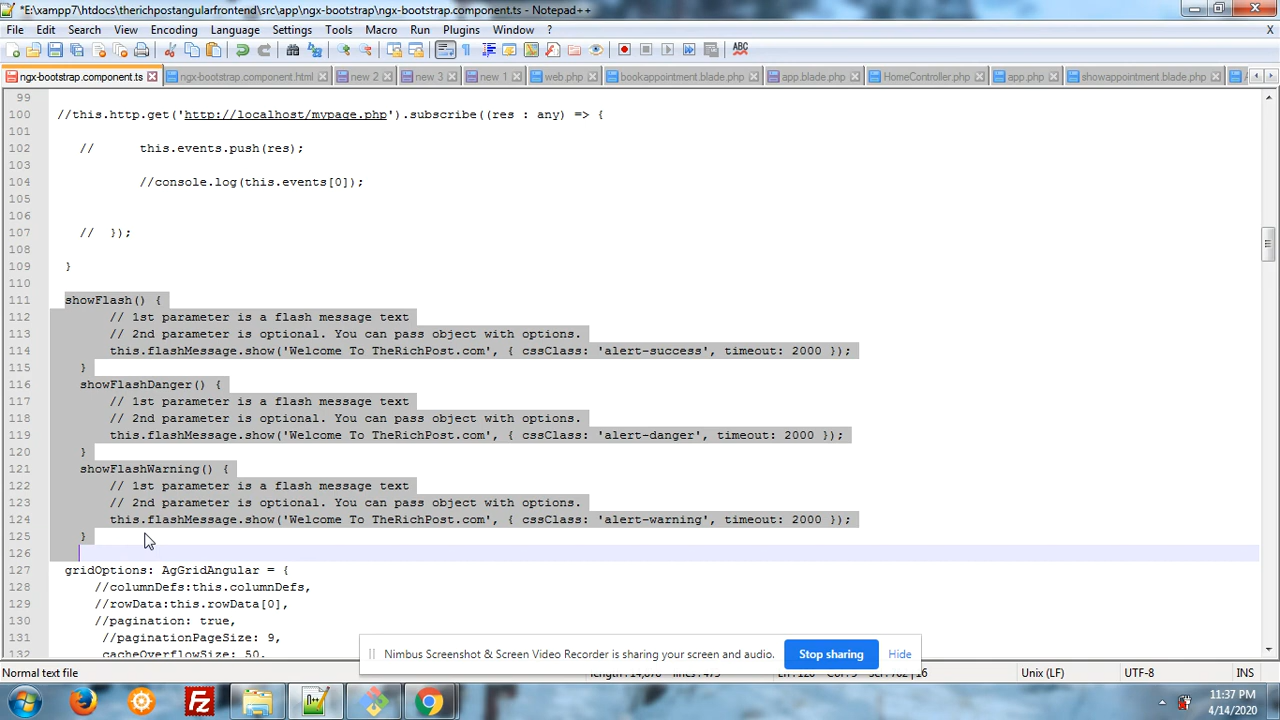 *E:\xampp7\htdocs\therichpostangularfrontend\src\app\ngx-bootstrap\ngx-bootstrap.component.ts - Notepad++
File Edit Search View Encoding Language Settings Tools Macro Run Plugins Window ? X
ABC
ngx-bootstrap.component.ts ngx-bootstrap.component.html new 2 new 3 new 1 web.php bookappointment.blade.php app.blade.php HomeController.php app.php showappointment.blade.php
99
100 //this.http.get('http://localhost/mypage.php').subscribe((res : any) => {
101
102 // this.events.push(res);
103
104 //console.log(this.events[0]);
105
106
107 // });
108
109 }
110
111 showFlash() {
112 // 1st parameter is a flash message text
113 // 2nd parameter is optional. You can pass object with options.
114 this.flashMessage.show('Welcome To TheRichPost.com', { cssClass: 'alert-success', timeout: 2000 });
115 }
116 showFlashDanger() {
117 // 1st parameter is a flash message text
118 // 2nd parameter is optional. You can pass object with options.
119 this.flashMessage.show('Welcome To TheRichPost.com', { cssClass: 'alert-danger', timeout: 2000 });
120 }
121 showFlashWarning() {
122 // 1st parameter is a flash message text
123 // 2nd parameter is optional. You can pass object with options.
124 this.flashMessage.show('Welcome To TheRichPost.com', { cssClass: 'alert-warning', timeout: 2000 });
125 }
126
127 gridOptions: AgGridAngular = {
128 //columnDefs:this.columnDefs,
129 //rowData:this.rowData[0],
130 //pagination: true,
131 //paginationPageSize: 9,
132 cacheOverflowSize: 50,
Nimbus Screenshot & Screen Video Recorder is sharing your screen and audio. Stop sharing Hide
Normal text file Unix (LF) UTF-8 INS
11:37 PM
4/14/2020